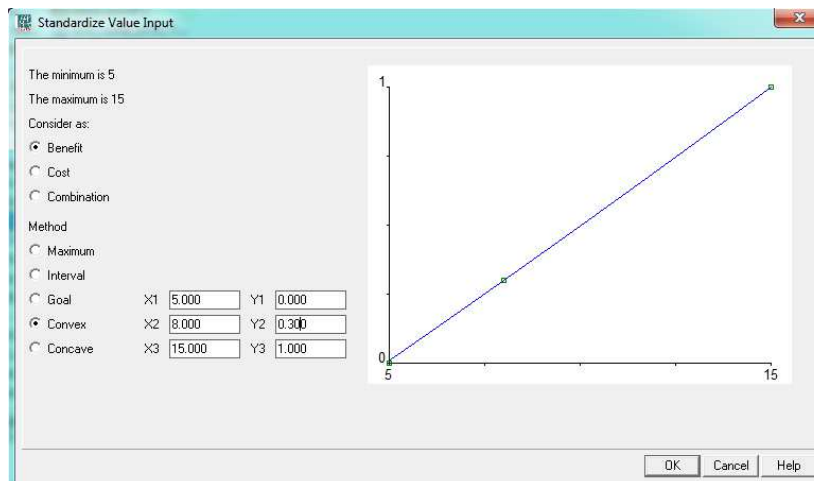 Standardize Value Input
The minimum is 5
The maximum is 15
Consider as:
Benefit
Cost
Combination
Method
Maximum
Interval
Goal X1 5.000 Y1 0.000
Convex X2 8.000 Y2 0.300
Concave X3 15.000 Y3 1.000
1
0
5 15
OK Cancel Help